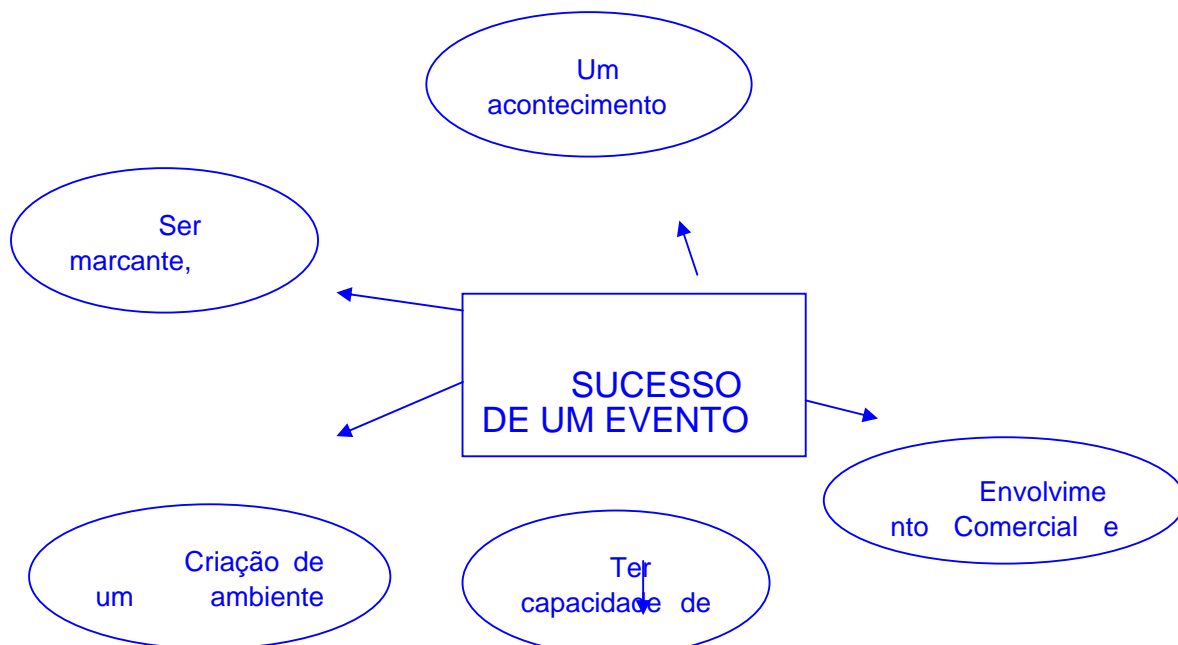 Um
acontecimento
Ser
marcante,
SUCESSO
DE UM EVENTO
Envolvime
nto Comercial e
Criação de
um ambiente
Ter
capacidade de